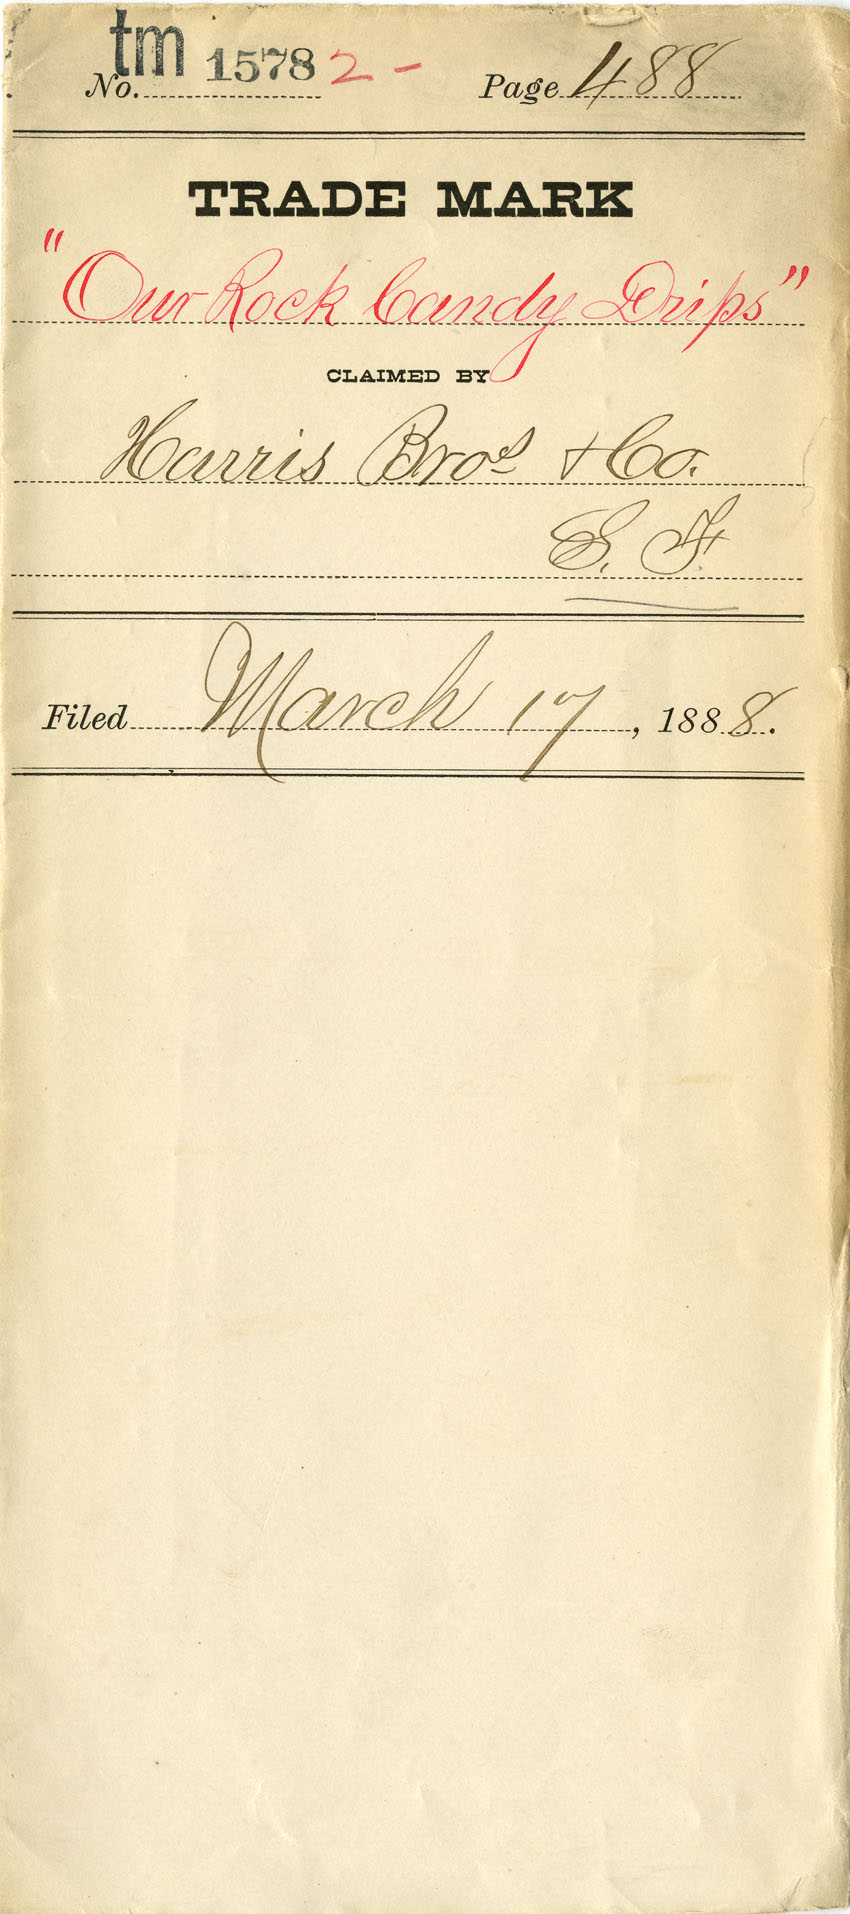 tm
No. 1578 2 - Page 488
TRADE MARK
"Our Rock Candy Drips"
CLAIMED BY
Harris Bros & Co.
S. F.
Filed March 17, 1888.